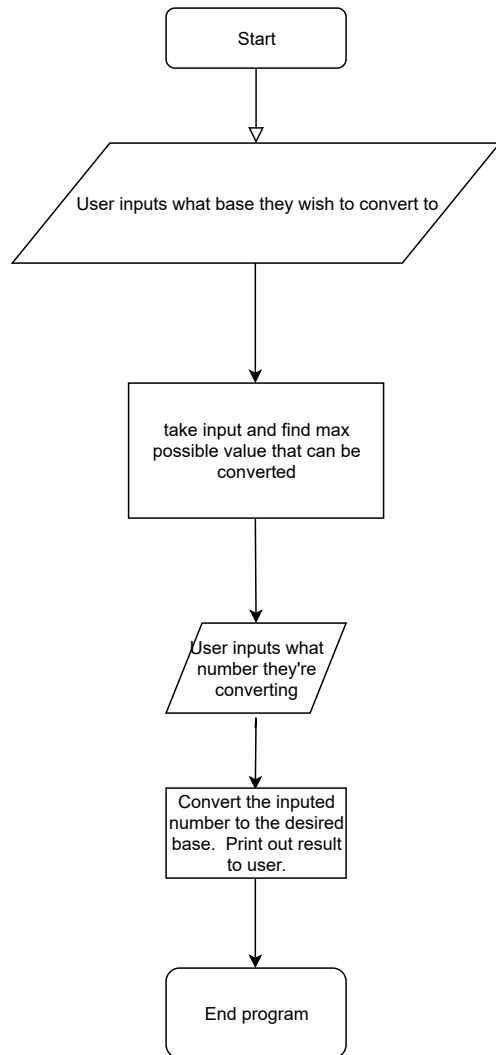 Start
User inputs what base they wish to convert to
take input and find max
possible value that can be
converted
User inputs what
number they're
converting
Convert the inputed
number to the desired
base.  Print out result
to user.
End program